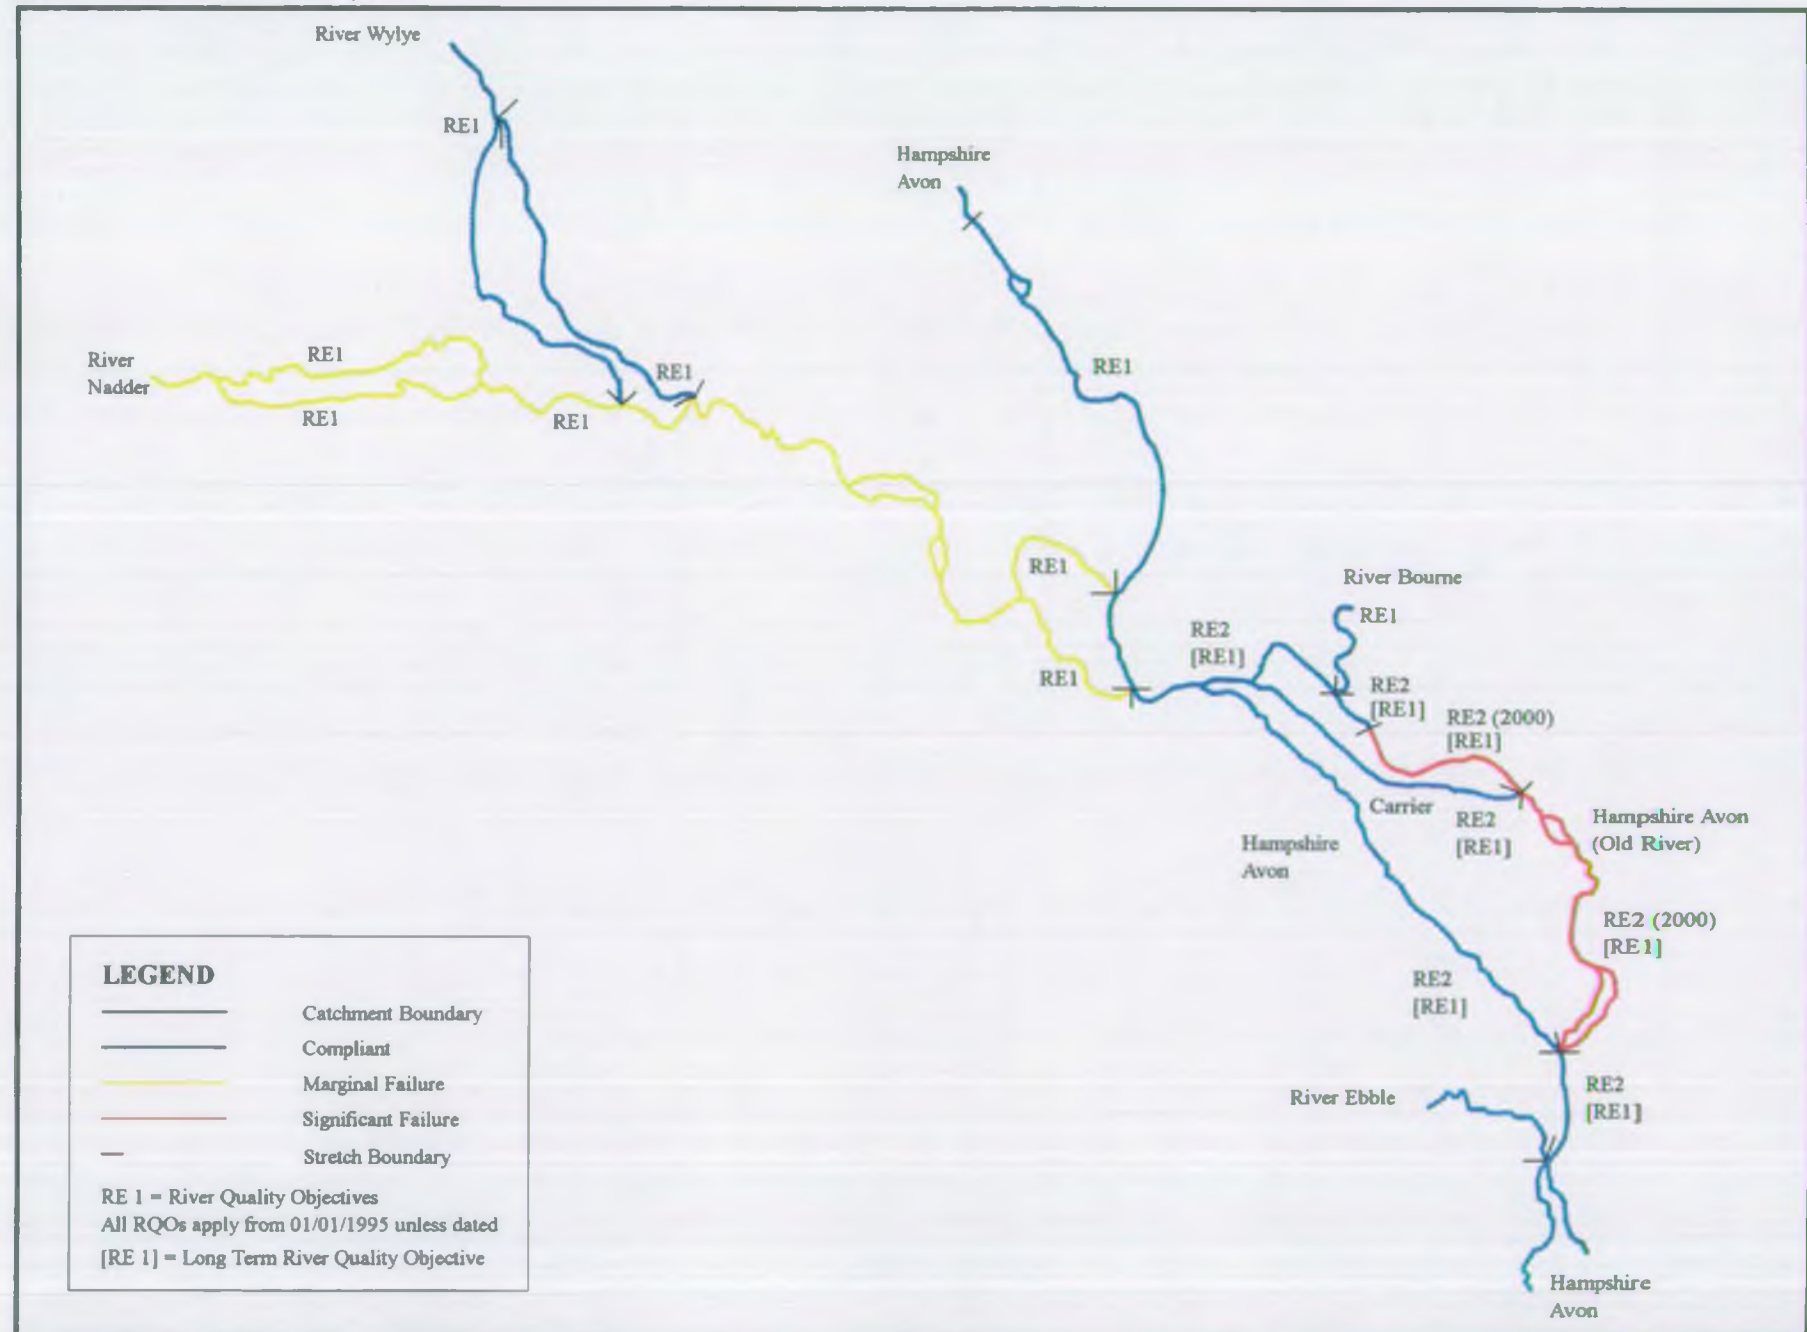 River Wylye
RE1
Hampshire
Avon
River
Nadder
RE1
RE1
RE1
RE1
RE1
RE1
RE1
River Bourne
RE1
RE2
[RE1]
RE2
[RE1]
RE2 (2000)
[RE1]
Carrier
RE2
[RE1]
Hampshire Avon
(Old River)
Hampshire
Avon
RE2 (2000)
[RE1]
RE2
[RE1]
River Ebble
RE2
[RE1]
Hampshire
Avon
LEGEND
Catchment Boundary
Compliant
Marginal Failure
Significant Failure
Stretch Boundary
RE 1 = River Quality Objectives
All RQOs apply from 01/01/1995 unless dated
[RE 1] = Long Term River Quality Objective